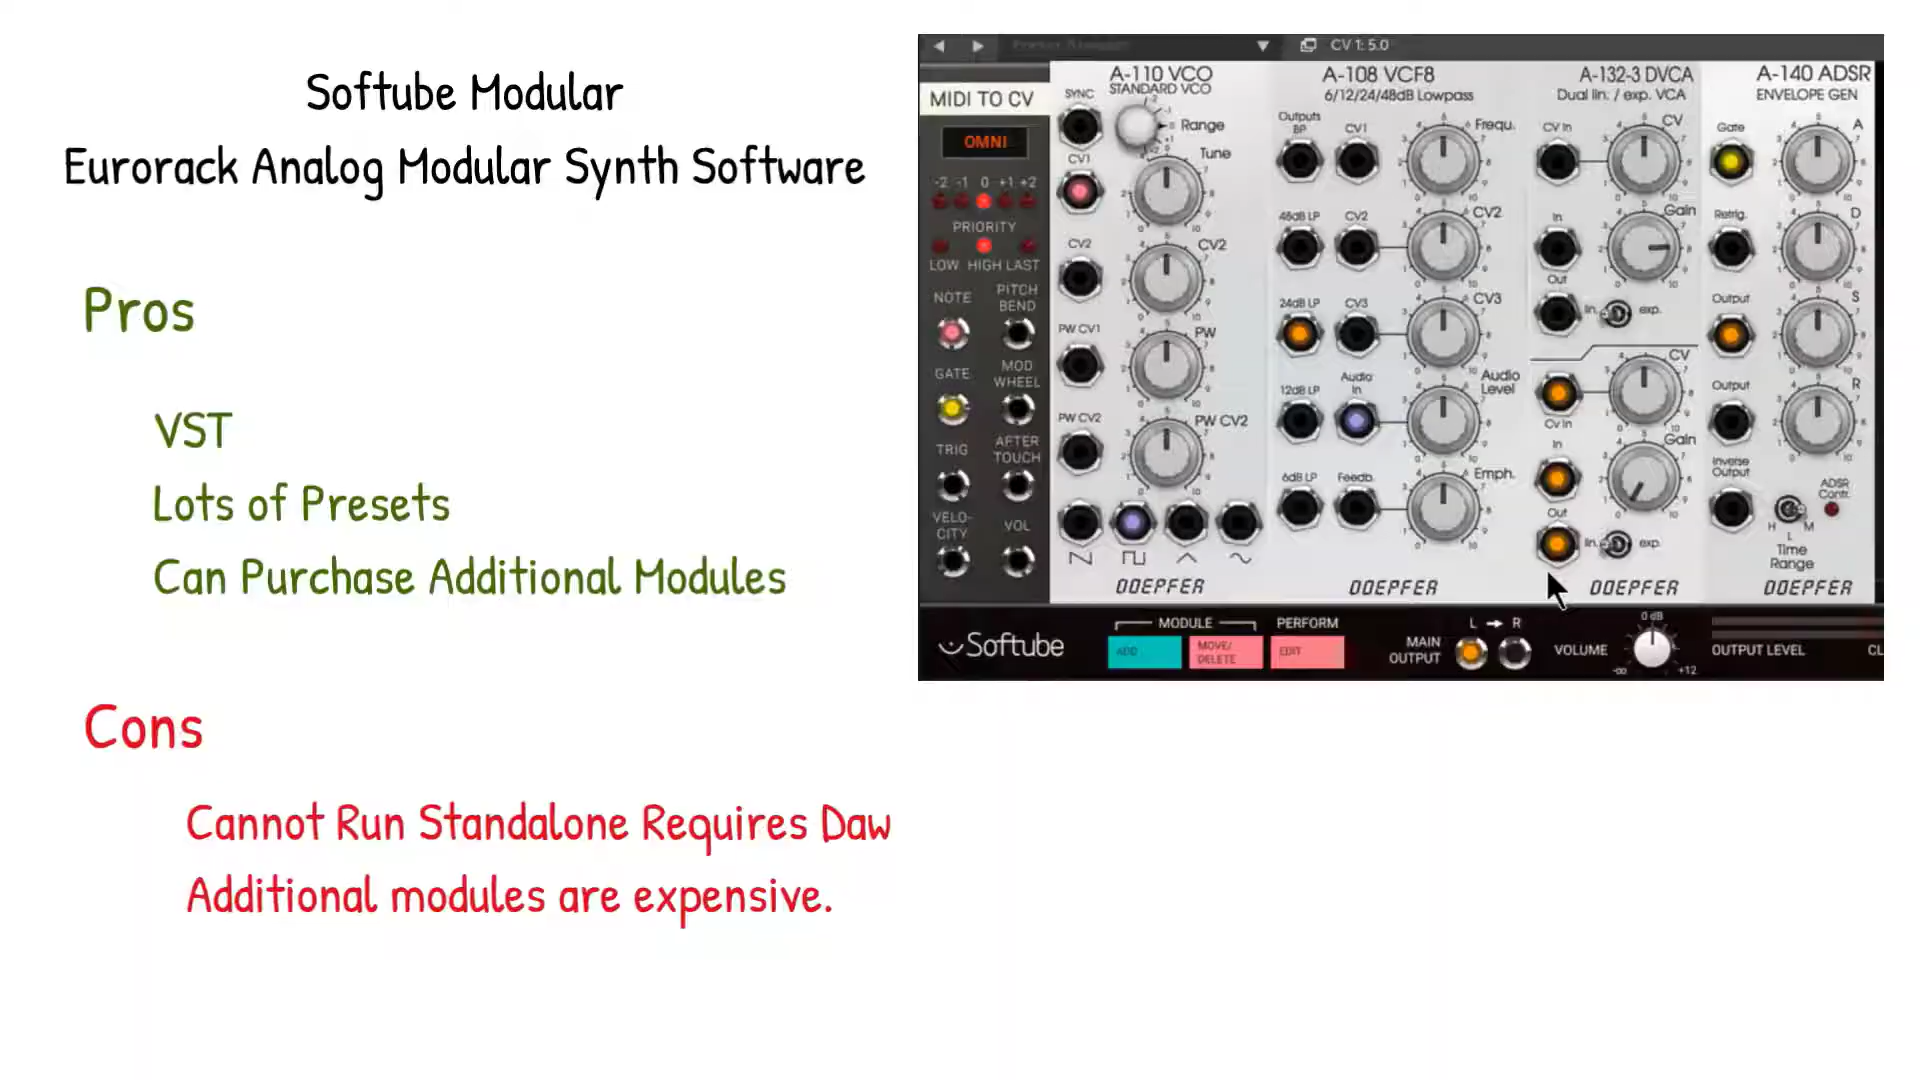 Softube Modular
Eurorack Analog Modular Synth Software
Pros
VST
Lots of Presets
Can Purchase Additional Modules
Cons
Cannot Run Standalone Requires Daw
Additional modules are expensive.
CV 1: 5.0
MIDI TO CV
OMNI
-2 -1 0 +1 +2
PRIORITY
LOW HIGH LAST
NOTE
PITCH BEND
GATE
MOD WHEEL
TRIG
AFTER TOUCH
VELO-CITY
VOL
A-110 VCO
STANDARD VCO
SYNC
Range
CV1
Tune
CV2
CV2
PW CV1
PW
PW CV2
PW CV2
DOEPFER
A-108 VCF8
6/12/24/48dB Lowpass
Outputs BP
CV1
Frequ.
48dB LP
CV2
CV2
24dB LP
CV3
CV3
12dB LP
Audio In
Audio Level
6dB LP
Feedb.
Emph.
DOEPFER
A-132-3 DVCA
Dual lin. / exp. VCA
CV In
CV
In
Gain
Out
lin. exp.
CV
Cv In
In
Gain
Out
lin. exp.
DOEPFER
A-140 ADSR
ENVELOPE GEN
Gate
A
Retrig.
D
Output
S
Output
R
Inverse Output
ADSR Contr.
H M
L
Time Range
DOEPFER
Softube
MODULE
ADD
MOVE/ DELETE
PERFORM
EDIT
MAIN OUTPUT
L R
VOLUME
0 dB
-∞ +12
OUTPUT LEVEL
CL